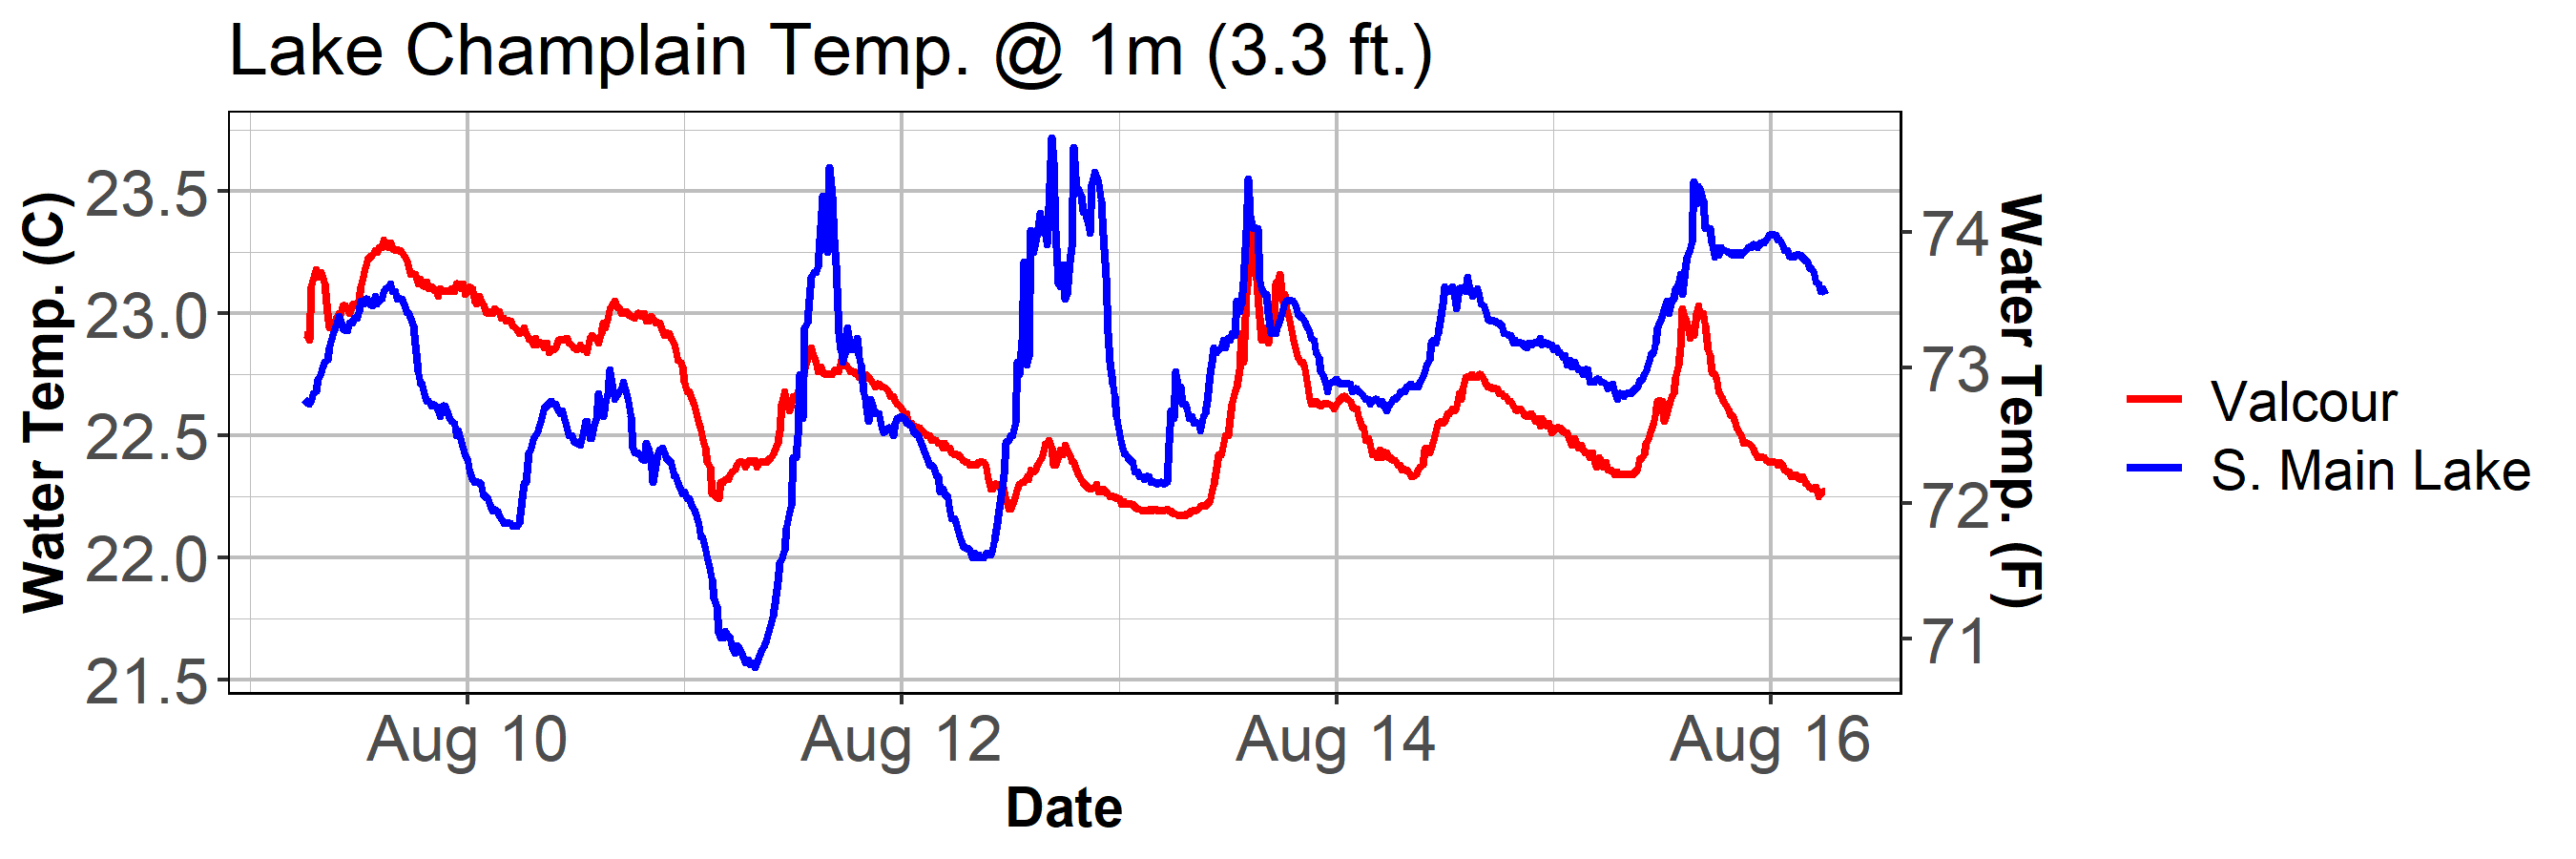 Lake Champlain Temp. @ 1m (3.3 ft.)
Water Temp. (C)
23.5
23.0
22.5
22.0
21.5
74
73
72
71
Water Temp. (F)
Aug 10
Aug 12
Aug 14
Aug 16
Date
Valcour
S. Main Lake